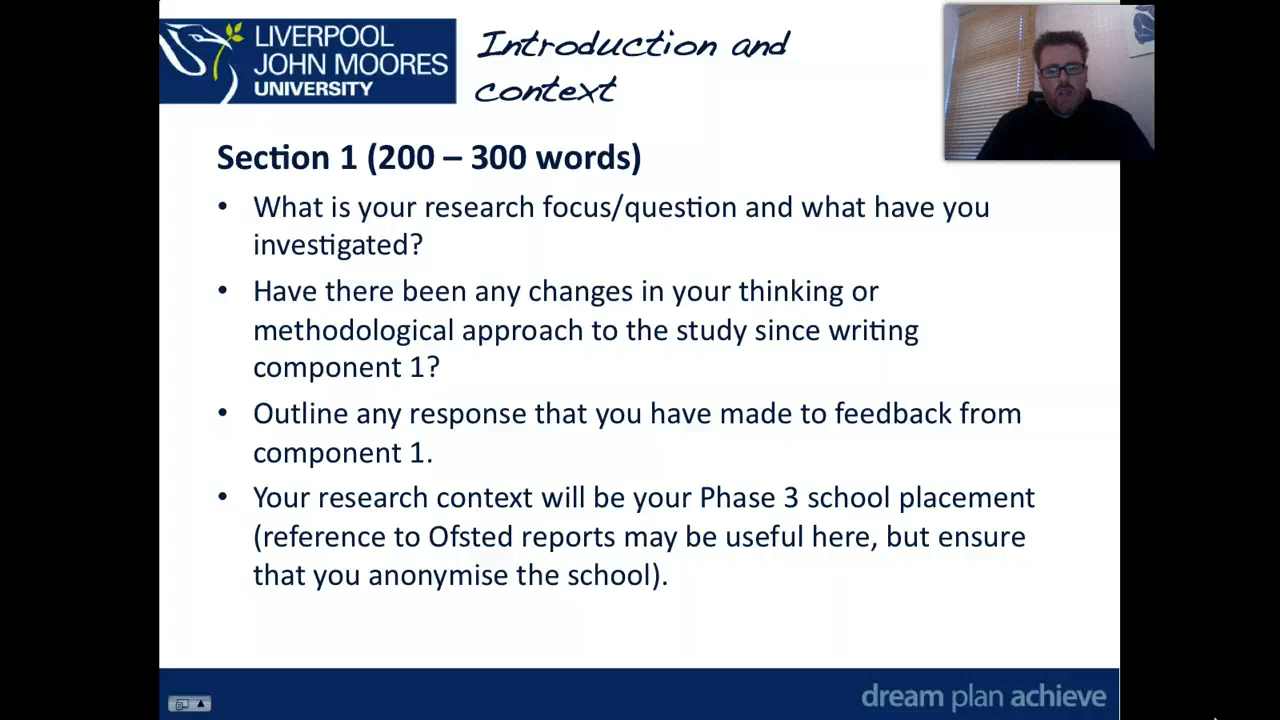 LIVERPOOL
JOHN MOORES
UNIVERSITY
Introduction and
context
Section 1 (200 – 300 words)
• What is your research focus/question and what have you
investigated?
• Have there been any changes in your thinking or
methodological approach to the study since writing
component 1?
• Outline any response that you have made to feedback from
component 1.
• Your research context will be your Phase 3 school placement
(reference to Ofsted reports may be useful here, but ensure
that you anonymise the school).
dream plan achieve